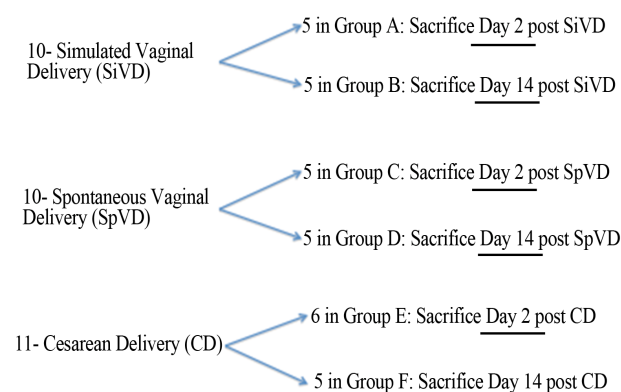 10- Simulated Vaginal
Delivery (SiVD)
5 in Group A: Sacrifice Day 2 post SiVD
5 in Group B: Sacrifice Day 14 post SiVD
10- Spontaneous Vaginal
Delivery (SpVD)
5 in Group C: Sacrifice Day 2 post SpVD
5 in Group D: Sacrifice Day 14 post SpVD
11- Cesarean Delivery (CD)
6 in Group E: Sacrifice Day 2 post CD
5 in Group F: Sacrifice Day 14 post CD